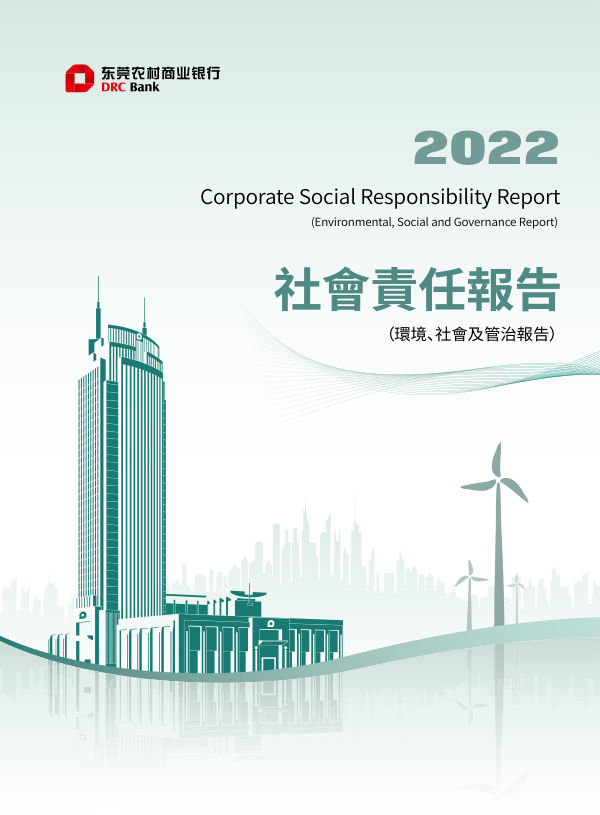 东莞农村商业银行
DRC Bank
2022
Corporate Social Responsibility Report
(Environmental, Social and Governance Report)
社會責任報告
（環境、社會及管治報告）